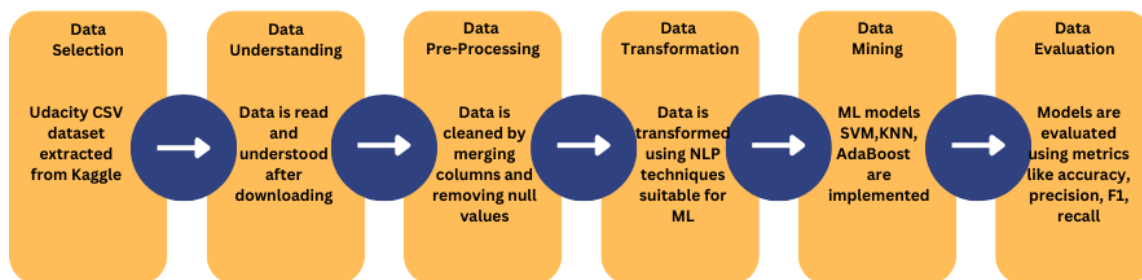 Data
Selection
Udacity CSV
dataset
extracted
from Kaggle
Data
Understanding
Data is read
and
understood
after
downloading
Data
Pre-Processing
Data is
cleaned by
merging
columns and
removing null
values
Data
Transformation
Data is
transformed
using NLP
techniques
suitable for
ML
Data
Mining
ML models
SVM,KNN,
AdaBoost
are
implemented
Data
Evaluation
Models are
evaluated
using metrics
like accuracy,
precision, F1,
recall